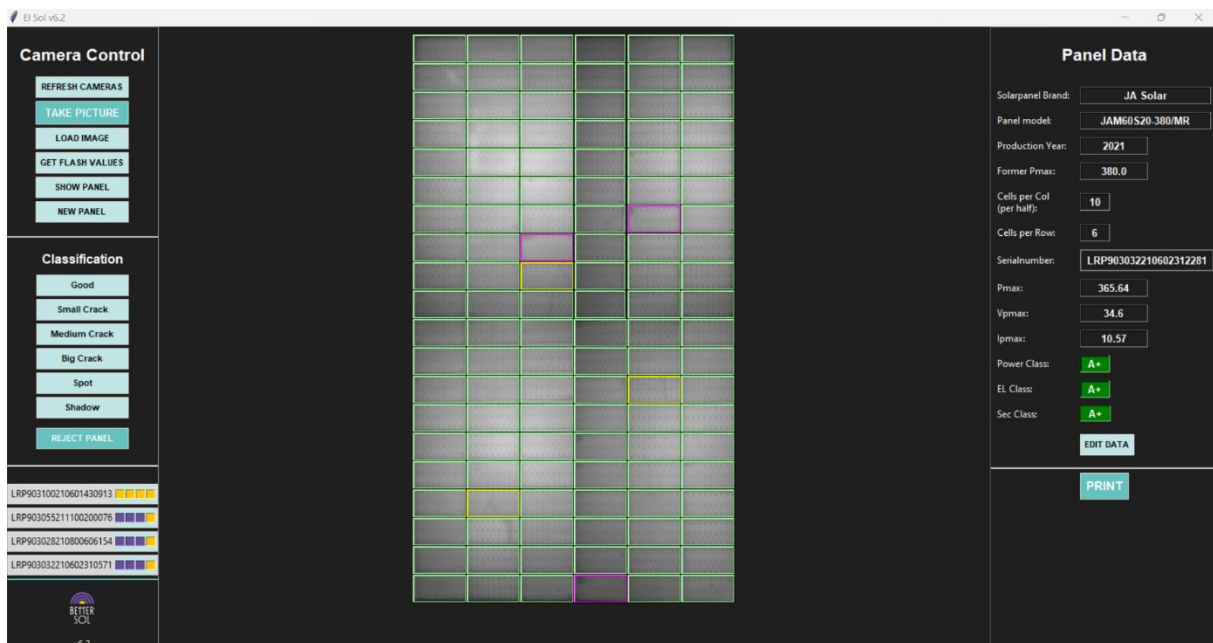 El Sol v6.2
Camera Control
REFRESH CAMERAS
TAKE PICTURE
LOAD IMAGE
GET FLASH VALUES
SHOW PANEL
NEW PANEL
Classification
Good
Small Crack
Medium Crack
Big Crack
Spot
Shadow
REJECT PANEL
LRP903100210601430913
LRP903055211100200076
LRP903028210800606154
LRP903032210602310571
BETTER
SOL
v6.2
Panel Data
Solarpanel Brand: JA Solar
Panel model: JAM60S20-380/MR
Production Year: 2021
Former Pmax: 380.0
Cells per Col
(per half): 10
Cells per Row: 6
Serialnumber: LRP903032210602312281
Pmax: 365.64
Vpmax: 34.6
Ipmax: 10.57
Power Class: A+
EL Class: A+
Sec Class: A+
EDIT DATA
PRINT